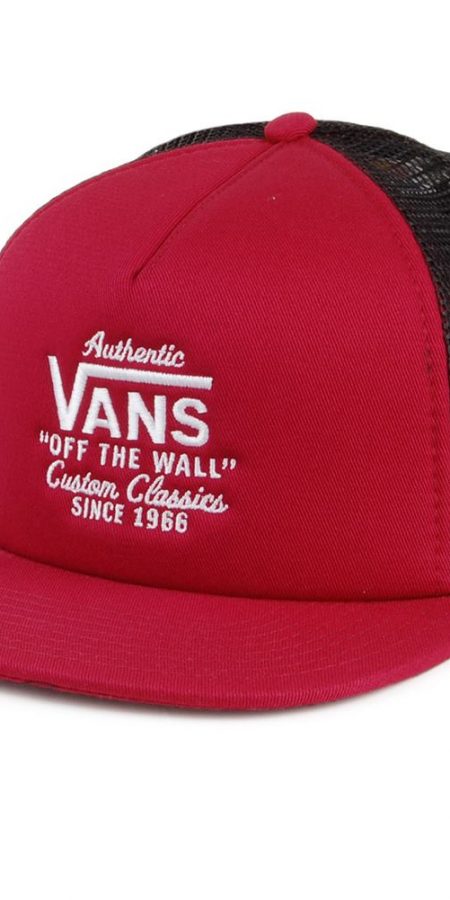 Authentic
VANS
"OFF THE WALL"
Custom Classics
SINCE 1966